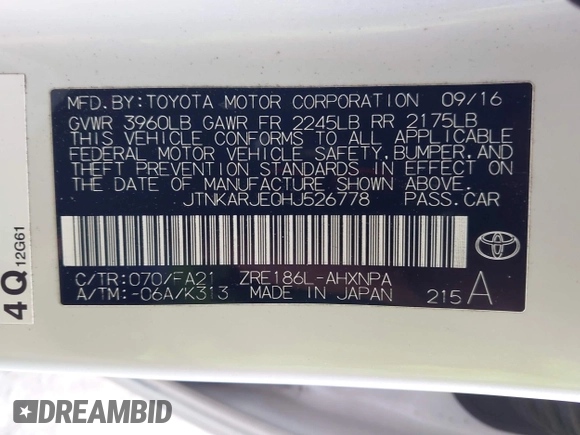 MFD.BY:TOYOTA MOTOR CORPORATION 09/16
GVWR 3960LB GAWR FR 2245LB RR 2175LB
THIS VEHICLE CONFORMS TO ALL APPLICABLE
FEDERAL MOTOR VEHICLE SAFETY,BUMPER,AND
THEFT PREVENTION STANDARDS IN EFFECT ON
THE DATE OF MANUFACTURE SHOWN ABOVE.
JTNKARJE0HJ526778 PASS.CAR
C/TR:070/FA21 ZRE186L-AHXNPA
A/TM:-06A/K313 MADE IN JAPAN 215 A
4Q 12G61
DREAMBID